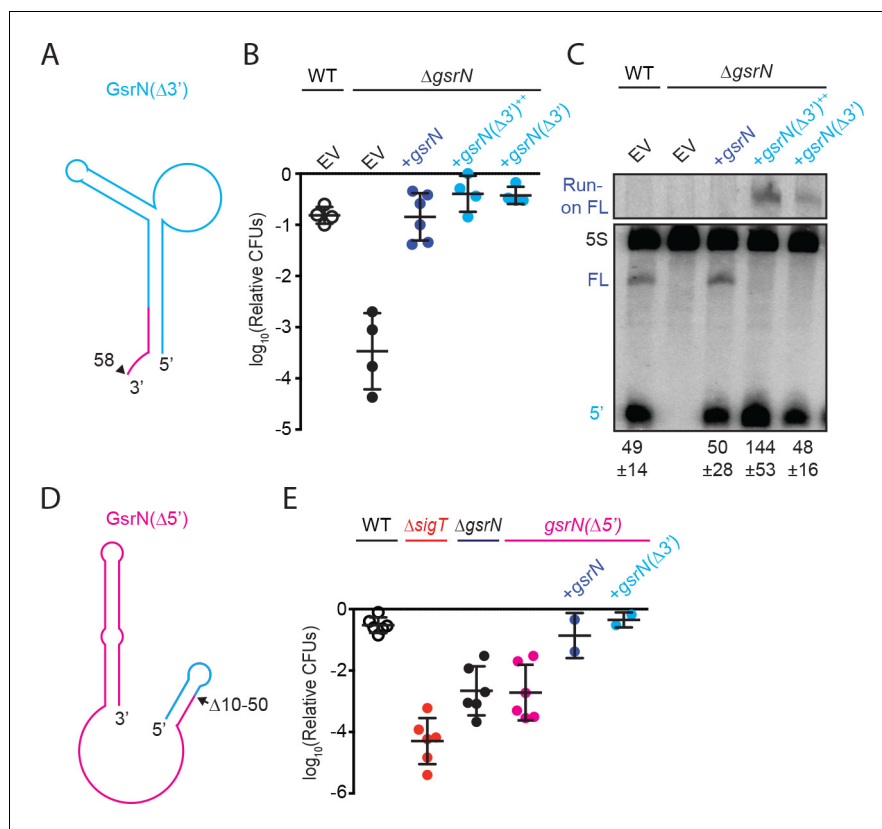 A
GsrN(Δ3')
58
3'
5'
B
WT
ΔgsrN
EV
EV
+gsrN
+gsrN(Δ3')++
+gsrN(Δ3')
log10(Relative CFUs)
0
-1
-2
-3
-4
-5
C
WT
ΔgsrN
EV
EV
+gsrN
+gsrN(Δ3')++
+gsrN(Δ3')
Run-
on FL
5S
FL
5'
49 50 144 48
±14 ±28 ±53 ±16
D
GsrN(Δ5')
3'
5'
Δ10-50
E
WT
ΔsigT
ΔgsrN
gsrN(Δ5')
+gsrN
+gsrN(Δ3')
log10(Relative CFUs)
0
-2
-4
-6